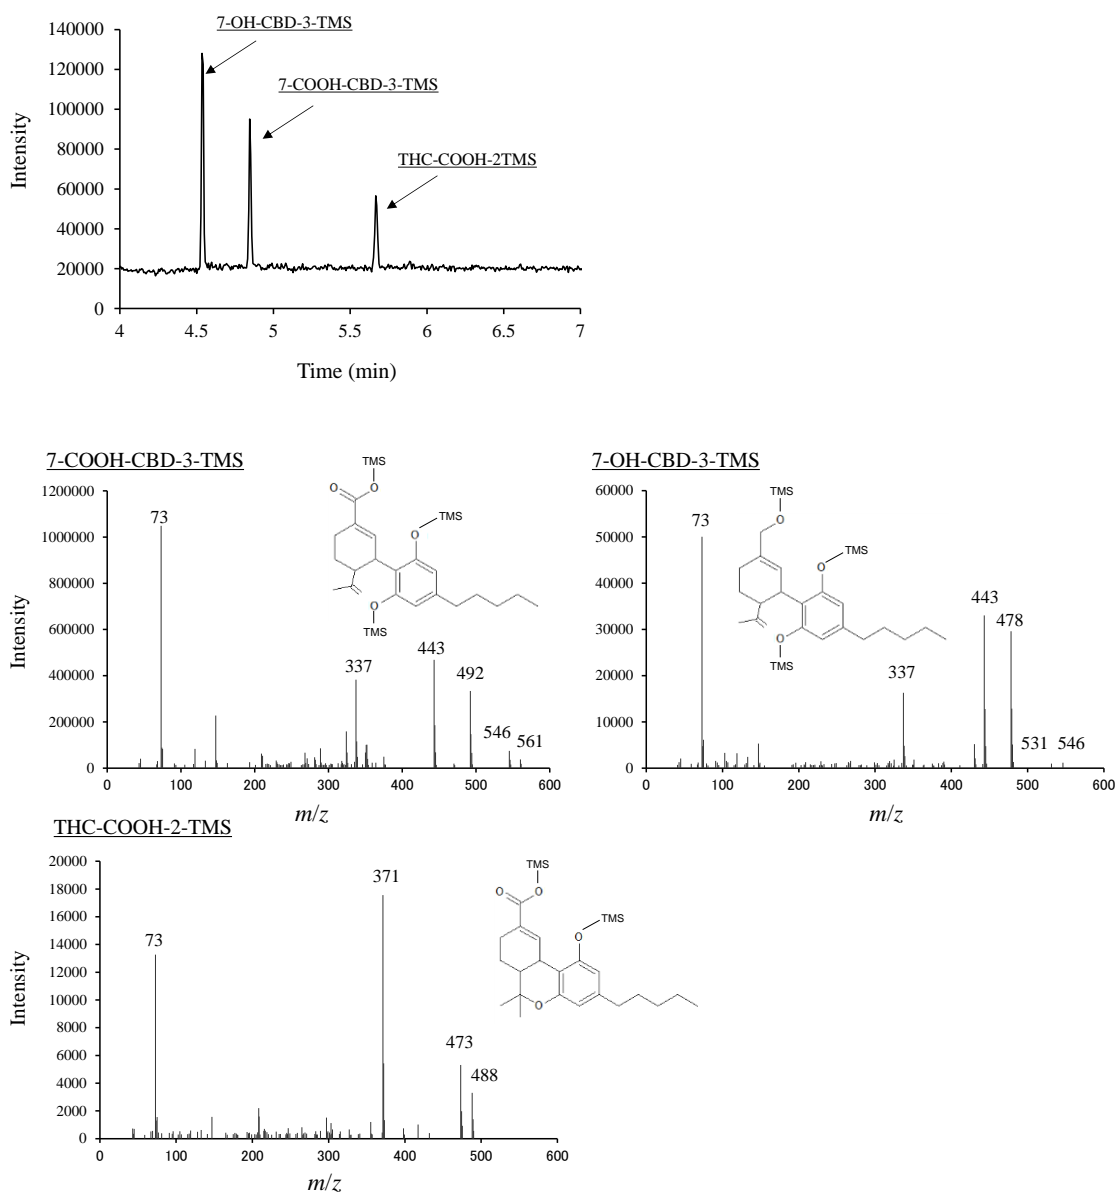 140000
120000
100000
80000
60000
40000
20000
0
Intensity
7-OH-CBD-3-TMS
7-COOH-CBD-3-TMS
THC-COOH-2TMS
4 4.5 5 5.5 6 6.5 7
Time (min)
7-COOH-CBD-3-TMS
1200000
1000000
800000
600000
400000
200000
0
Intensity
73
337
443
492
546
561
TMS
O
O
O
TMS
O
TMS
0 100 200 300 400 500 600
m/z
7-OH-CBD-3-TMS
60000
50000
40000
30000
20000
10000
0
73
337
443
478
531
546
TMS
O
TMS
O
O
TMS
0 100 200 300 400 500 600
m/z
THC-COOH-2-TMS
20000
18000
16000
14000
12000
10000
8000
6000
4000
2000
0
Intensity
73
371
473
488
TMS
O
O
TMS
O
O
0 100 200 300 400 500 600
m/z